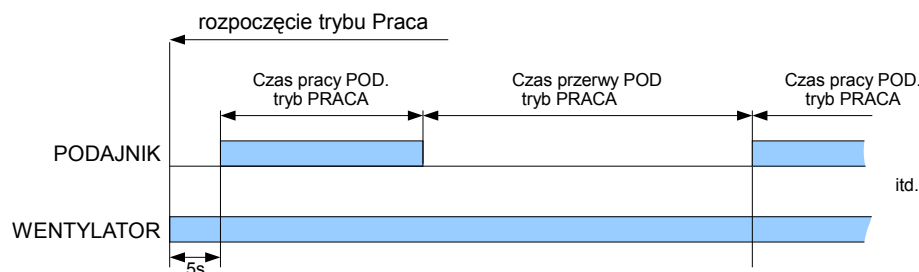 rozpoczęcie trybu Praca
Czas pracy POD.
tryb PRACA
Czas przerwy POD
tryb PRACA
Czas pracy POD.
tryb PRACA
PODAJNIK
itd.
WENTYLATOR
5s